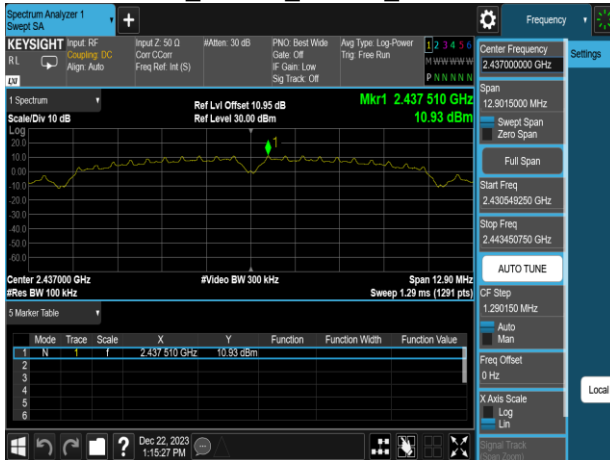 Spectrum Analyzer 1
Swept SA
+
Frequency
KEYSIGHT
RL
Input: RF
Coupling: DC
Align: Auto
Input Z: 50 Ω
Corr CCorr
Freq Ref: Int (S)
#Atten: 30 dB
PNO: Best Wide
Gate: Off
IF Gain: Low
Sig Track: Off
Avg Type: Log-Power
Trig: Free Run
1 2 3 4 5 6
M W W W W W
P N N N N N
LXI
1 Spectrum
Scale/Div 10 dB
Ref Lvl Offset 10.95 dB
Ref Level 30.00 dBm
Mkr1 2.437 510 GHz
10.93 dBm
Log
20.0
10.0
0.00
-10.0
-20.0
-30.0
-40.0
-50.0
-60.0
1
Center 2.437000 GHz
#Res BW 100 kHz
#Video BW 300 kHz
Span 12.90 MHz
Sweep 1.29 ms (1291 pts)
5 Marker Table
Mode Trace Scale X Y Function Function Width Function Value
1 N 1 f 2.437 510 GHz 10.93 dBm
2
3
4
5
6
Center Frequency
2.437000000 GHz
Settings
Span
12.9015000 MHz
Swept Span
Zero Span
Full Span
Start Freq
2.430549250 GHz
Stop Freq
2.443450750 GHz
AUTO TUNE
CF Step
1.290150 MHz
Auto
Man
Freq Offset
0 Hz
Local
X Axis Scale
Log
Lin
Signal Track
(Span Zoom)
?
Dec 22, 2023
1:15:27 PM